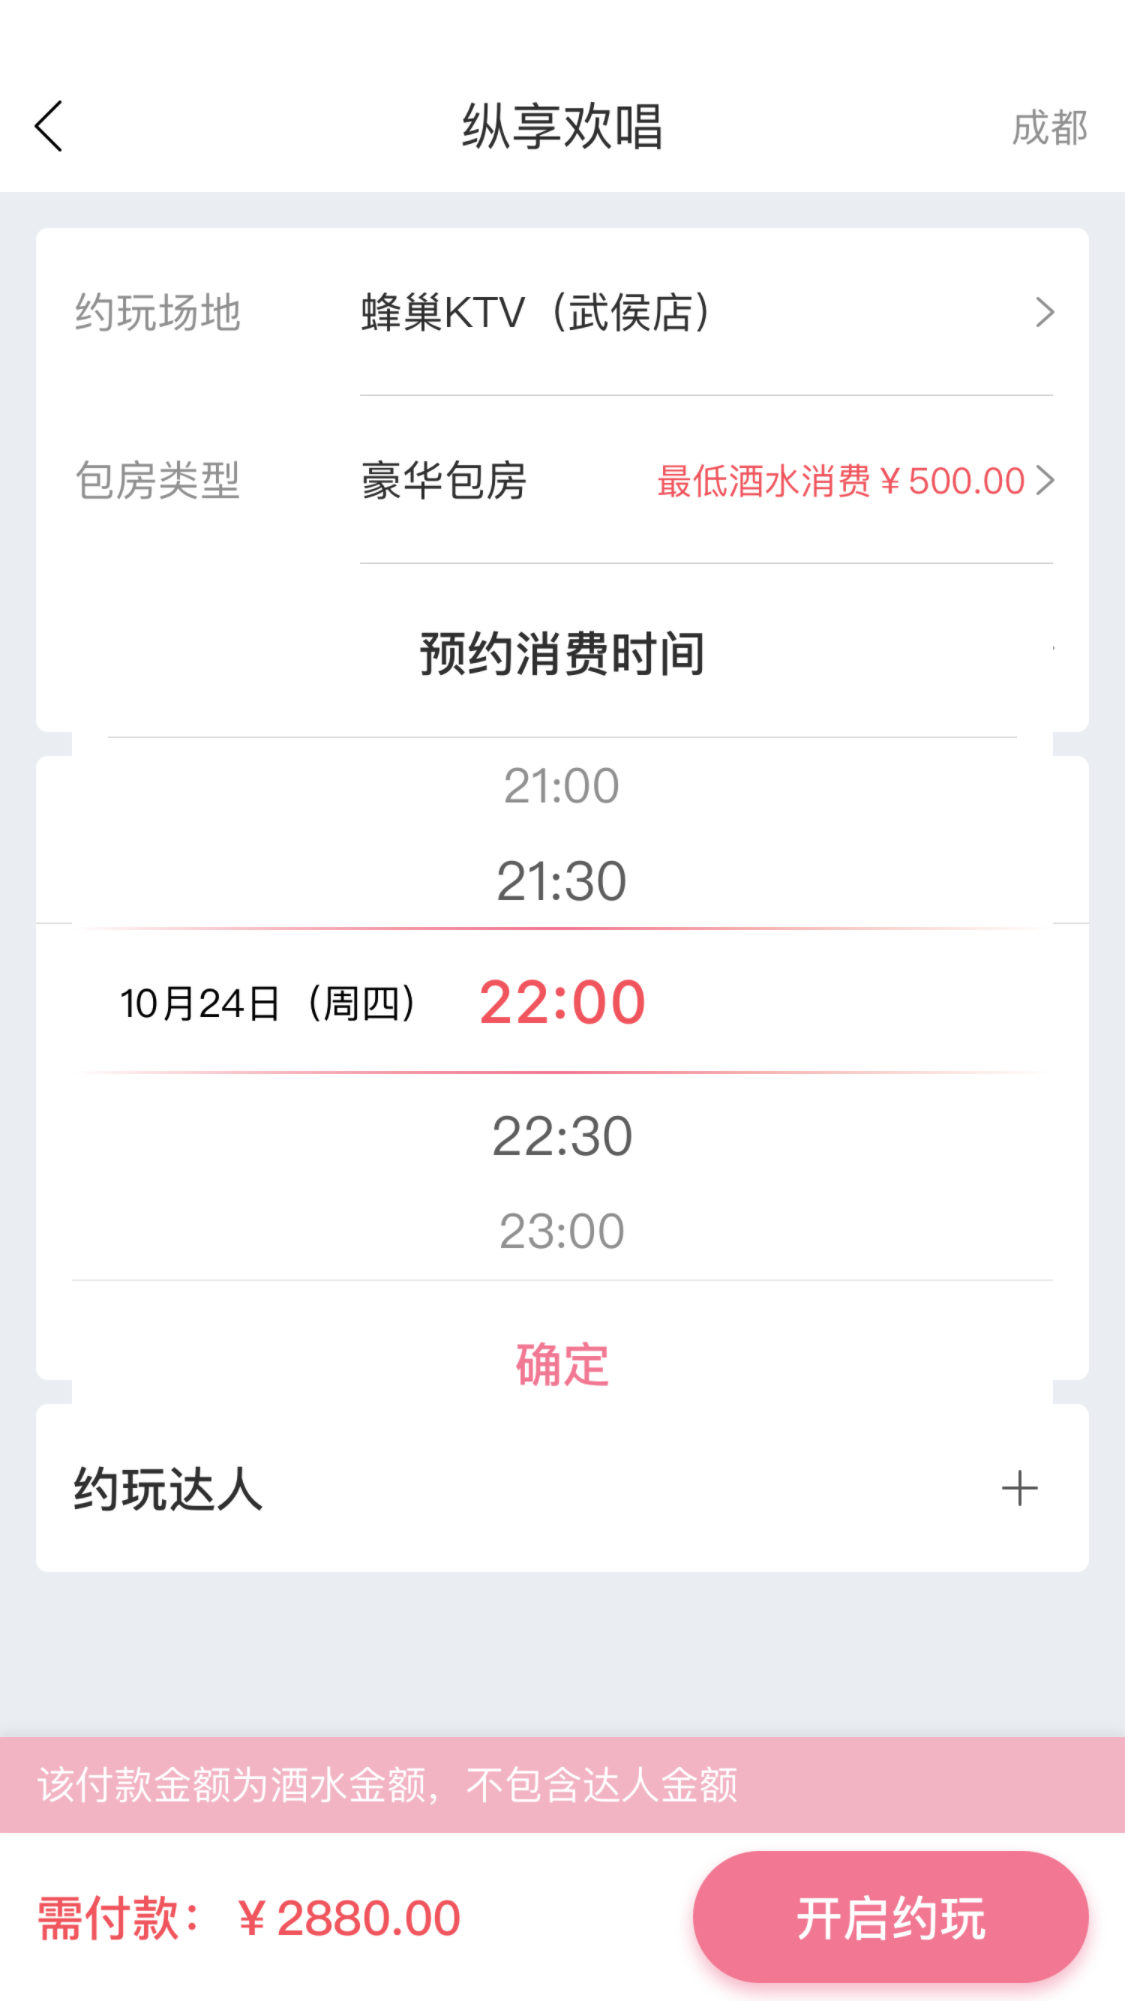 纵享欢唱
成都
约玩场地 蜂巢KTV（武侯店）
包房类型 豪华包房 最低酒水消费￥500.00
预约消费时间
21:00
21:30
10月24日（周四） 22:00
22:30
23:00
确定
约玩达人
该付款金额为酒水金额，不包含达人金额
需付款：￥2880.00
开启约玩